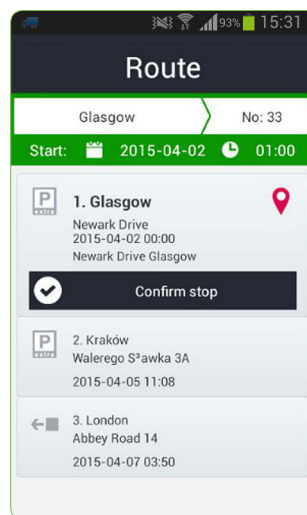 93% 15:31
Route
Glasgow No: 33
Start: 2015-04-02 01:00
P 1. Glasgow
extra Newark Drive
2015-04-02 00:00
Newark Drive Glasgow
Confirm stop
P 2. Kraków
extra Walerego S³awka 3A
2015-04-05 11:08
3. London
Abbey Road 14
2015-04-07 03:50